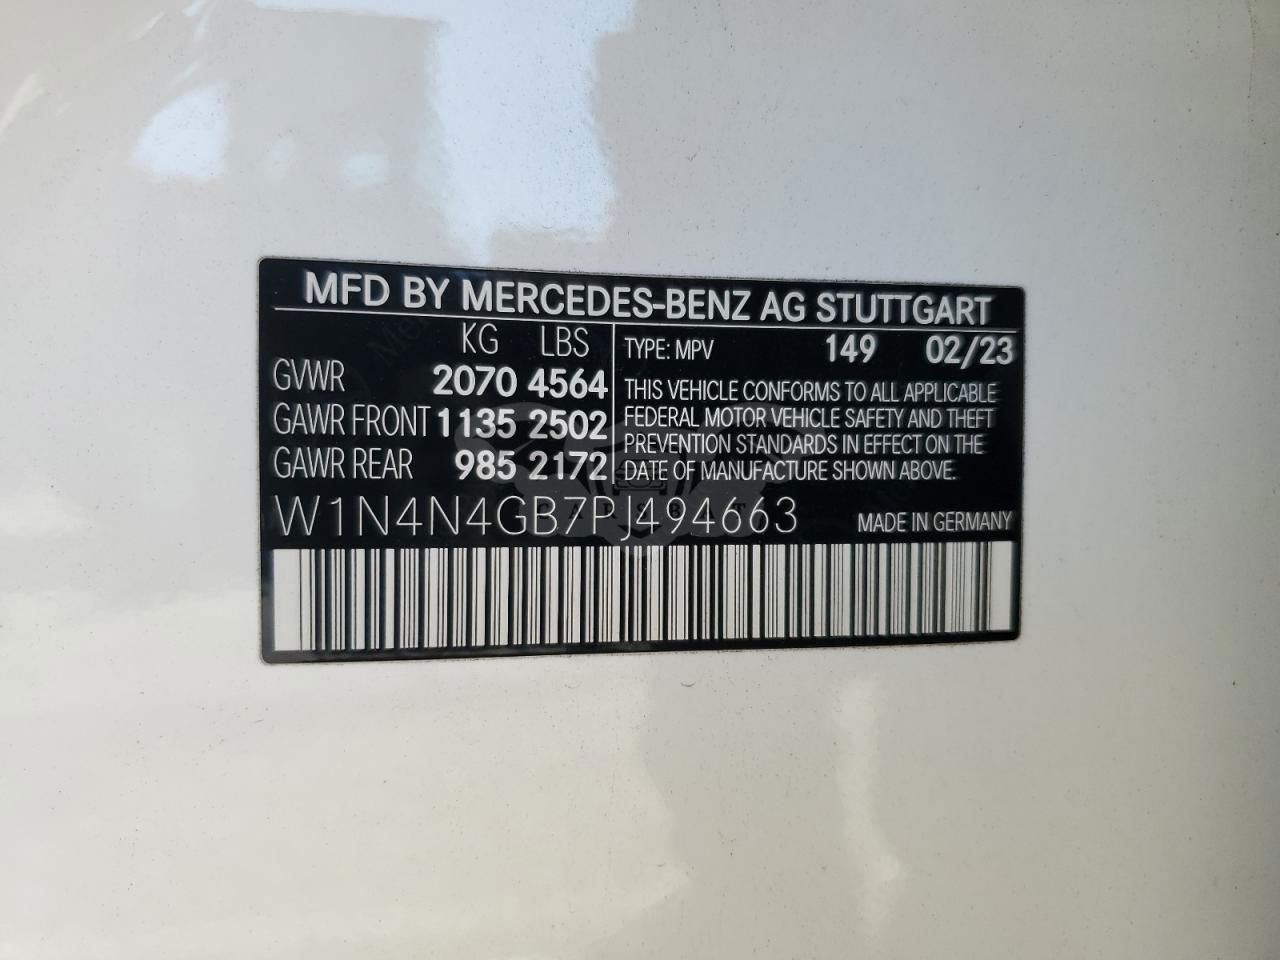 MFD BY MERCEDES-BENZ AG STUTTGART
KG LBS
GVWR 2070 4564
GAWR FRONT 1135 2502
GAWR REAR 985 2172
TYPE: MPV 149 02/23
THIS VEHICLE CONFORMS TO ALL APPLICABLE
FEDERAL MOTOR VEHICLE SAFETY AND THEFT
PREVENTION STANDARDS IN EFFECT ON THE
DATE OF MANUFACTURE SHOWN ABOVE.
W1N4N4GB7PJ494663 MADE IN GERMANY